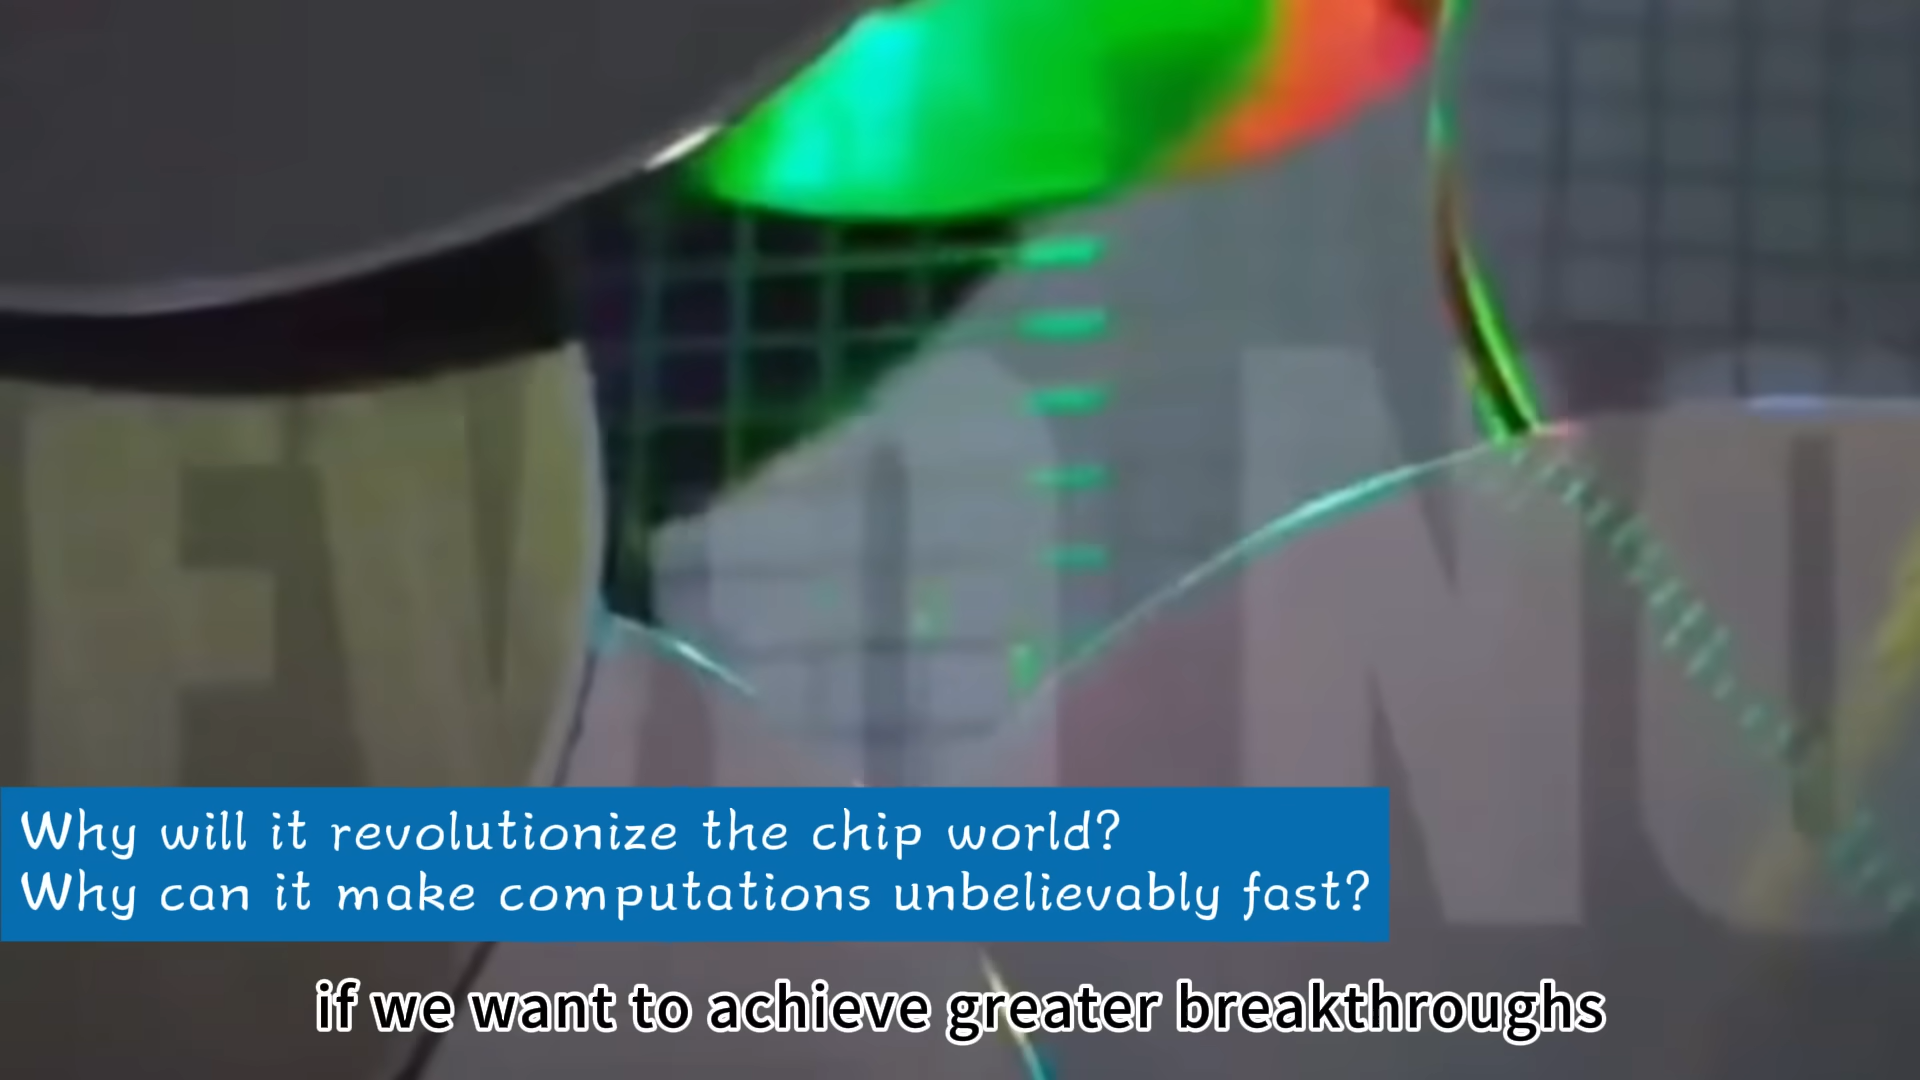 Why will it revolutionize the chip world?
Why can it make computations unbelievably fast?
if we want to achieve greater breakthroughs